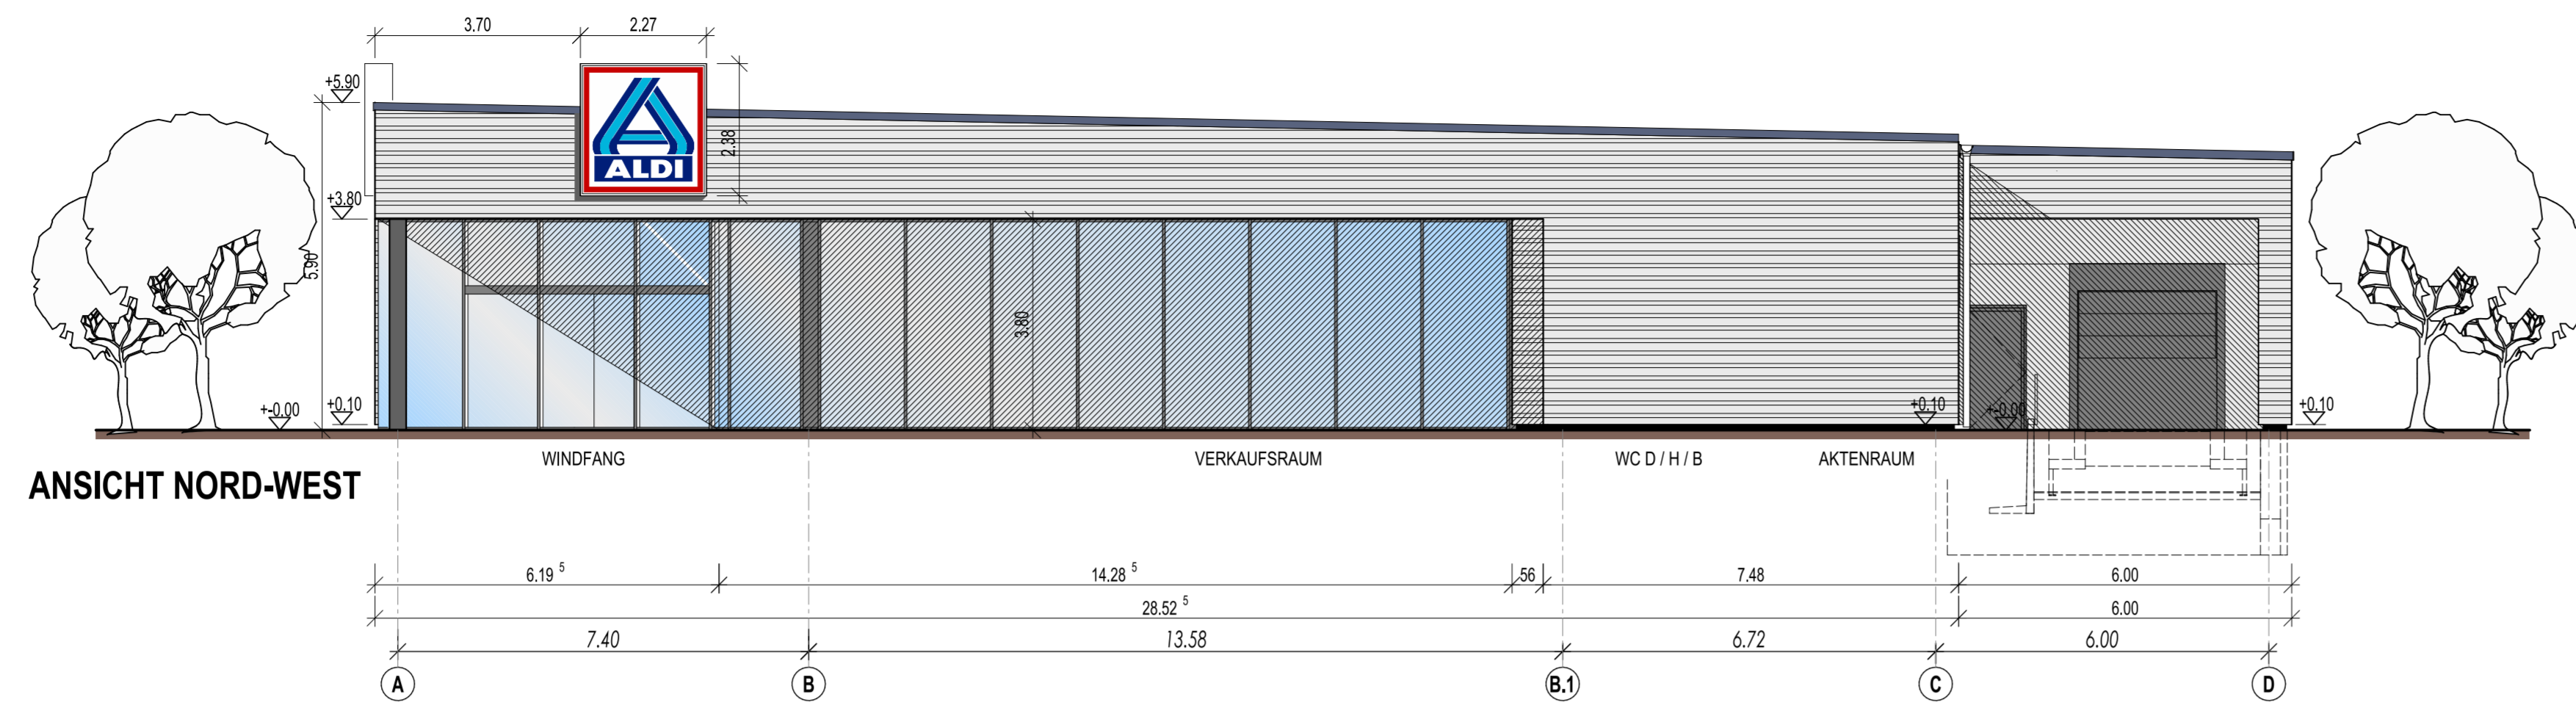 3.70 2.27
+5.90
2.38
ALDI
+3.80
5.90
3.80
+-0.00 +0.10 +0.10 +-0.00 +0.10
WINDFANG VERKAUFSRAUM WC D / H / B AKTENRAUM
ANSICHT NORD-WEST
6.19 5 14.28 5 56 7.48 6.00
28.52 5 6.00
7.40 13.58 6.72 6.00
A B B.1 C D